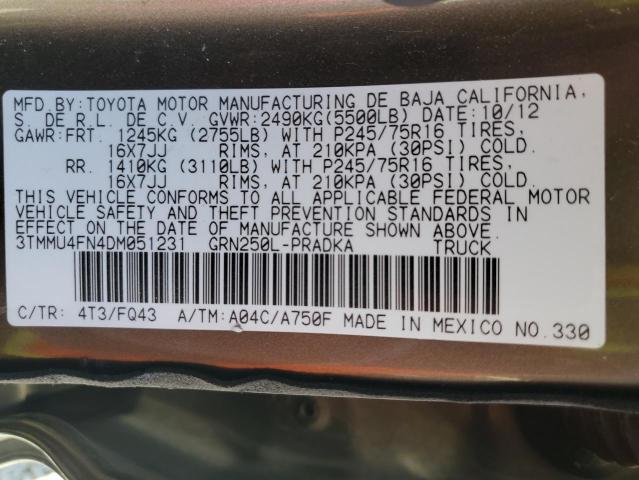 MFD.BY:TOYOTA MOTOR MANUFACTURING DE BAJA CALIFORNIA,
S. DE R.L. DE C.V. GVWR:2490KG(5500LB) DATE:10/12
GAWR:FRT. 1245KG (2755LB) WITH P245/75R16 TIRES,
16X7JJ RIMS, AT 210KPA (30PSI) COLD.
RR. 1410KG (3110LB) WITH P245/75R16 TIRES,
16X7JJ RIMS, AT 210KPA (30PSI) COLD.
THIS VEHICLE CONFORMS TO ALL APPLICABLE FEDERAL MOTOR
VEHICLE SAFETY AND THEFT PREVENTION STANDARDS IN
EFFECT ON THE DATE OF MANUFACTURE SHOWN ABOVE.
3TMMU4FN4DM051231 GRN250L-PRADKA TRUCK
C/TR: 4T3/FQ43 A/TM:A04C/A750F MADE IN MEXICO NO.330